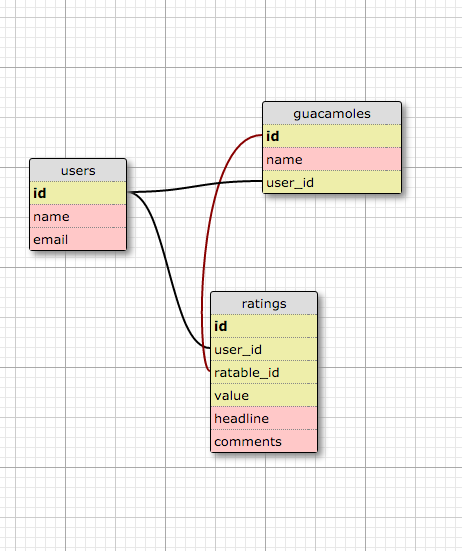 users
id
name
email
guacamoles
id
name
user_id
ratings
id
user_id
ratable_id
value
headline
comments